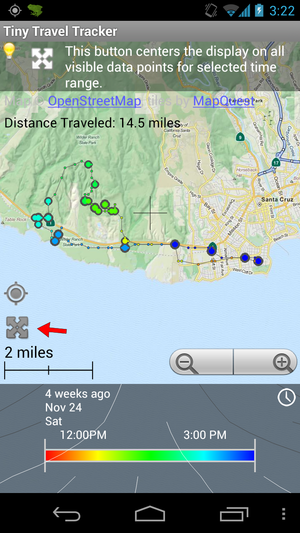 3:22
Tiny Travel Tracker
This button centers the display on all
visible data points for selected time
range.
OpenStreetMap MapQuest
Distance Traveled: 14.5 miles
Santa Cruz
2 miles
4 weeks ago
Nov 24
Sat
12:00PM 3:00 PM